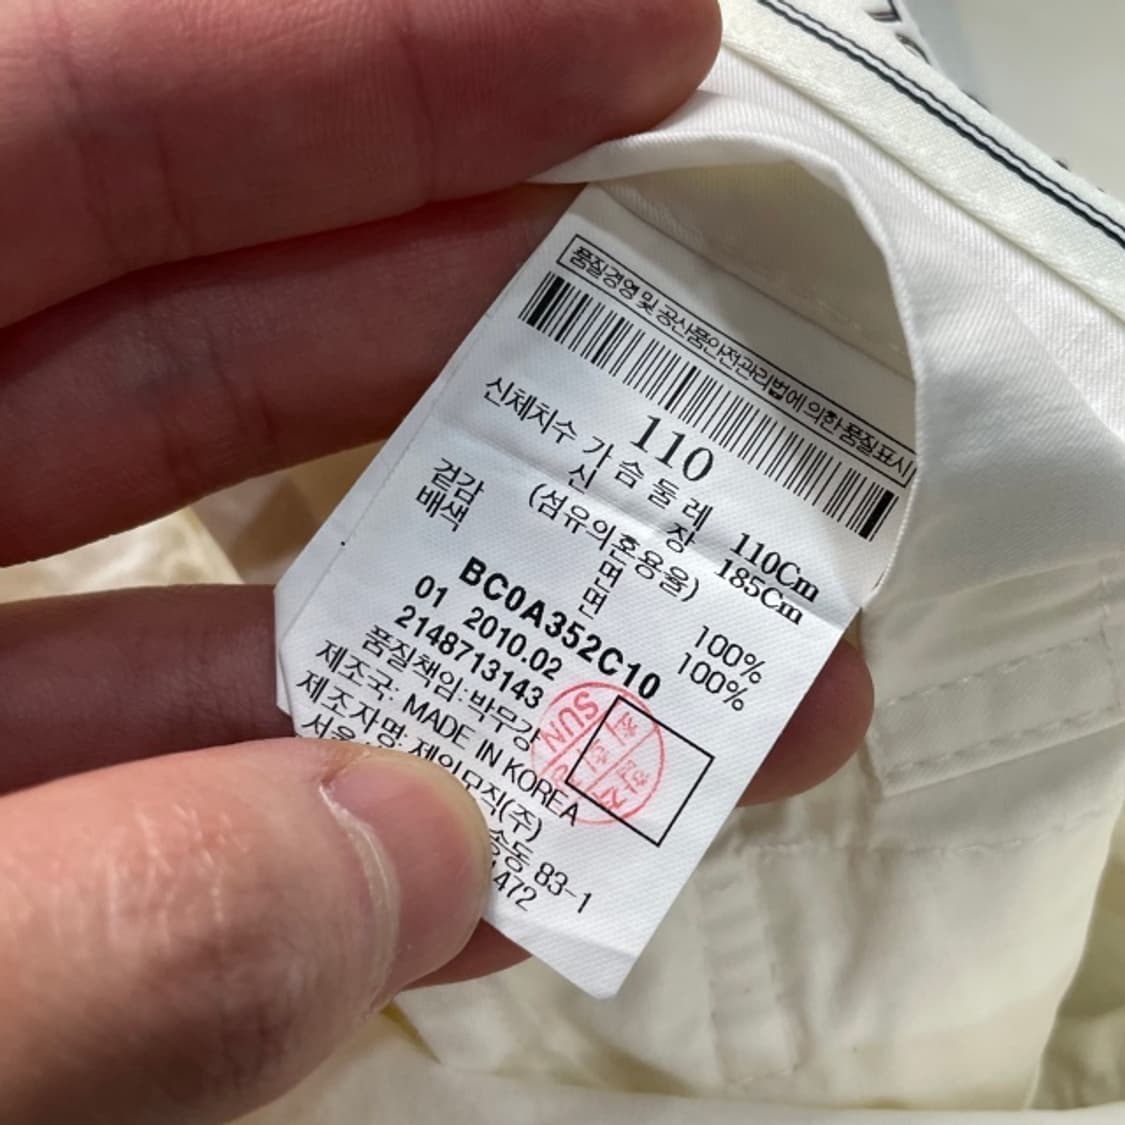 품질경영 및 공산품안전관리법에 의한 품질표시
110
신체치수 가 슴 둘 레 110Cm
신 장 185Cm
(섬유의혼용율)
겉감 면 100%
배색 면 100%
BC0A352C10
01 2010.02
2148713143
품질책임:박무강
제조국: MADE IN KOREA
제조자명: 제일모직(주)
83-1
472
SUN